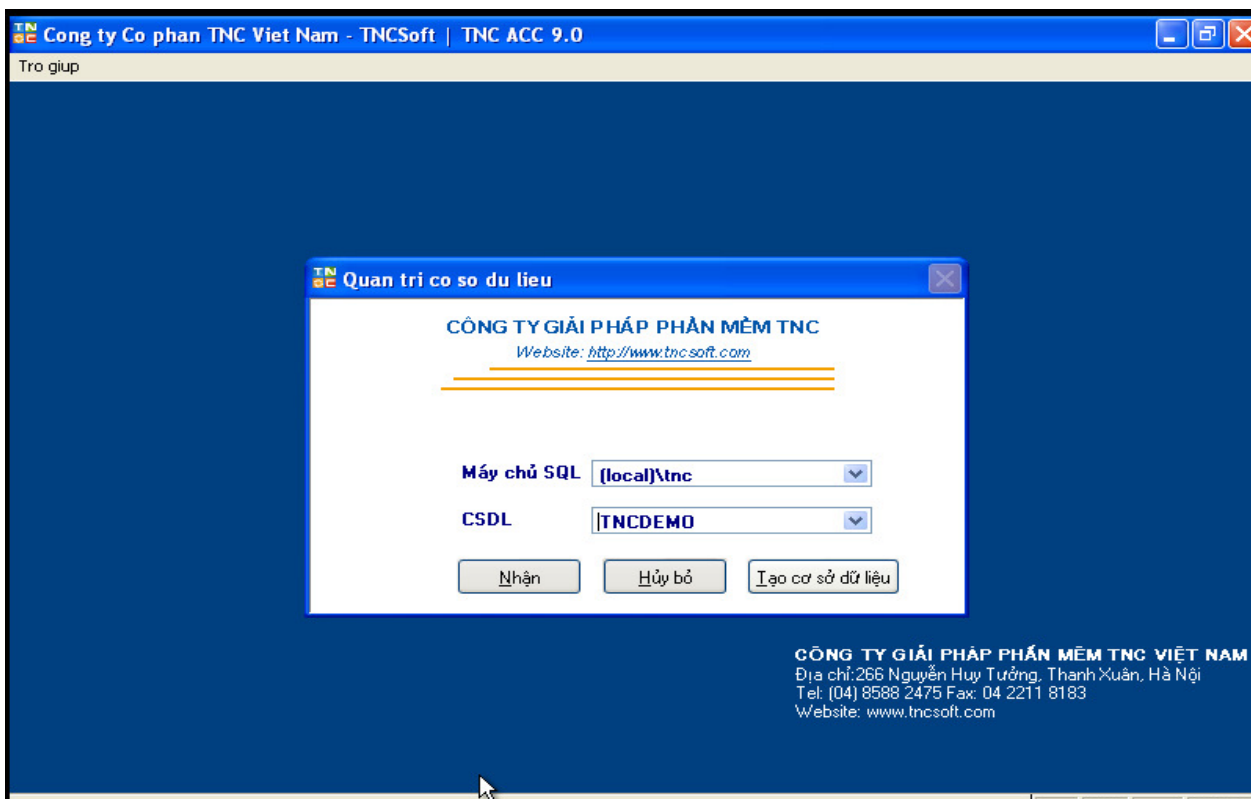 Cong ty Co phan TNC Viet Nam - TNCSoft | TNC ACC 9.0
Tro giup
Quan tri co so du lieu
CÔNG TY GIẢI PHÁP PHẦN MỀM TNC
Website: http://www.tncsoft.com
Máy chủ SQL (local)\tnc
CSDL TNCDEMO
Nhận Hủy bỏ Tạo cơ sở dữ liệu
CÔNG TY GIẢI PHÁP PHẦN MỀM TNC VIỆT NAM
Địa chỉ:266 Nguyễn Huy Tưởng, Thanh Xuân, Hà Nội
Tel: (04) 8588 2475 Fax: 04 2211 8183
Website: www.tncsoft.com